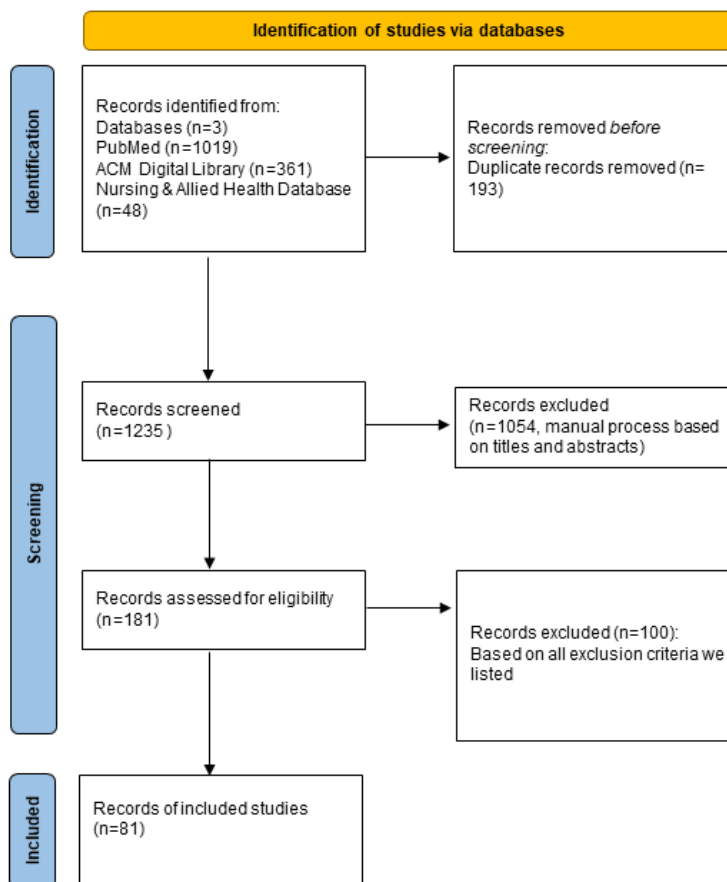 Identification of studies via databases
Identification
Records identified from:
Databases (n=3)
PubMed (n=1019)
ACM Digital Library (n=361)
Nursing & Allied Health Database
(n=48)
Records removed before
screening:
Duplicate records removed (n=
193)
Screening
Records screened
(n=1235 )
Records excluded
(n=1054, manual process based
on titles and abstracts)
Records assessed for eligibility
(n=181)
Records excluded (n=100):
Based on all exclusion criteria we
listed
Included
Records of included studies
(n=81)